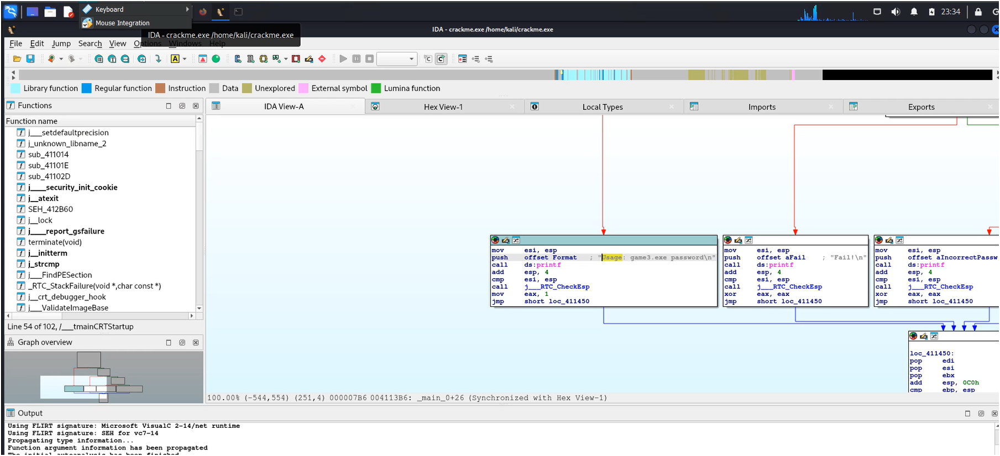 Keyboard
Mouse Integration
23:34
IDA - crackme.exe /home/kali/crackme.exe
IDA - crackme.exe /home/kali/crackme.exe
File Edit Jump Search View Options Windows Help
Library function Regular function Instruction Data Unexplored External symbol Lumina function
Functions
IDA View-A
Hex View-1
Local Types
Imports
Exports
Function name
j___setdefaultprecision
j_unknown_libname_2
sub_411014
sub_41101E
sub_41102D
j____security_init_cookie
j__atexit
SEH_412B60
j__lock
j____report_gsfailure
terminate(void)
j__initterm
j_strcmp
j___FindPESection
_RTC_StackFailure(void *,char const *)
j__crt_debugger_hook
j___ValidateImageBase
Line 54 of 102, /___tmainCRTStartup
Graph overview
mov esi, esp
push offset Format ; "Usage: game3.exe password\n"
call ds:printf
add esp, 4
cmp esi, esp
call j___RTC_CheckEsp
mov eax, 1
jmp short loc_411450
mov esi, esp
push offset aFail ; "Fail!\n"
call ds:printf
add esp, 4
cmp esi, esp
call j___RTC_CheckEsp
xor eax, eax
jmp short loc_411450
mov esi, esp
push offset aIncorrectPassw
call ds:printf
add esp, 4
cmp esi, esp
call j___RTC_CheckEsp
xor eax, eax
jmp short loc_411450
loc_411450:
pop edi
pop esi
pop ebx
add esp, 0C0h
cmp ebp, esp
100.00% (-544,554) (251,4) 000007B6 004113B6: _main_0+26 (Synchronized with Hex View-1)
Output
Using FLIRT signature: Microsoft VisualC 2-14/net runtime
Using FLIRT signature: SEH for vc7-14
Propagating type information...
Function argument information has been propagated
The initial autoanalysis has been finished.